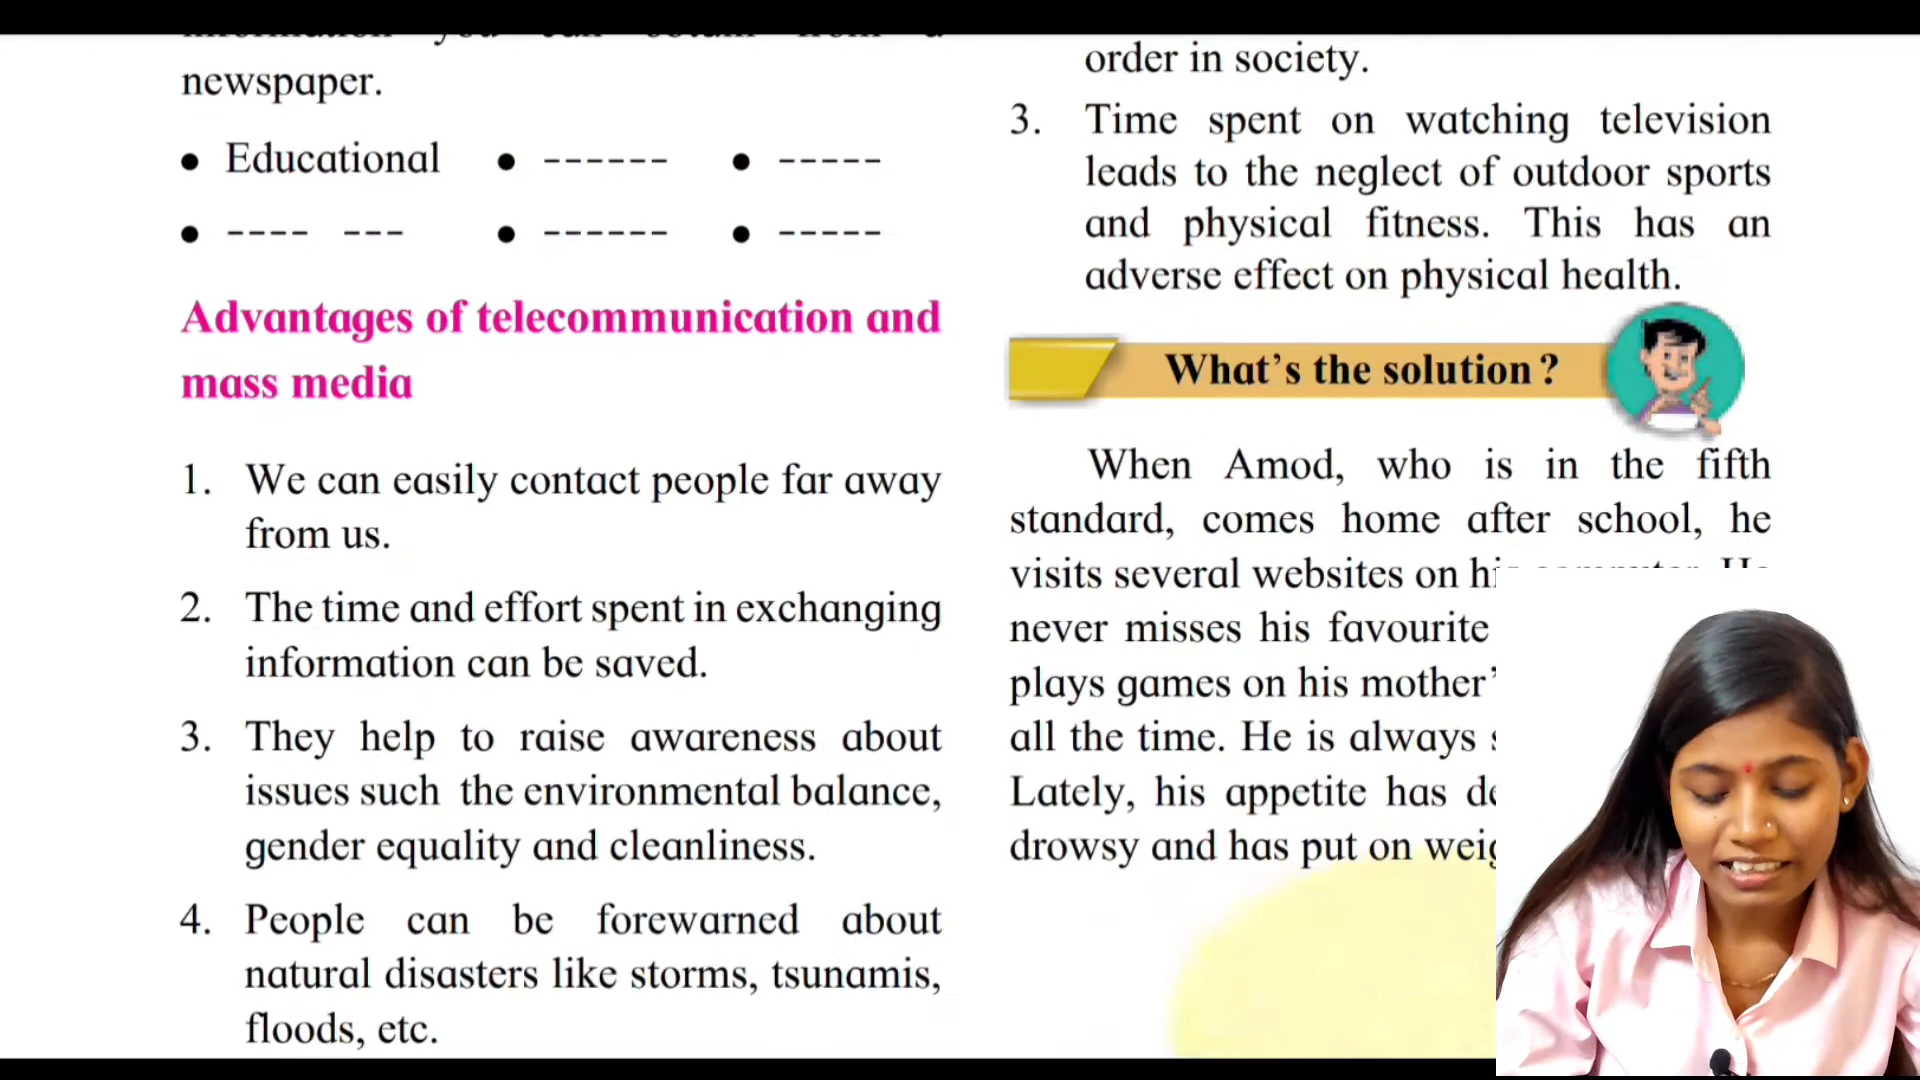 newspaper.
• Educational • ------ • -----
• ---- --- • ------ • -----
Advantages of telecommunication and
mass media
1. We can easily contact people far away
from us.
2. The time and effort spent in exchanging
information can be saved.
3. They help to raise awareness about
issues such the environmental balance,
gender equality and cleanliness.
4. People can be forewarned about
natural disasters like storms, tsunamis,
floods, etc.
order in society.
3. Time spent on watching television
leads to the neglect of outdoor sports
and physical fitness. This has an
adverse effect on physical health.
What's the solution?
When Amod, who is in the fifth
standard, comes home after school, he
visits several websites on
never misses his favourite
plays games on his mother'
all the time. He is always
Lately, his appetite has
drowsy and has put on